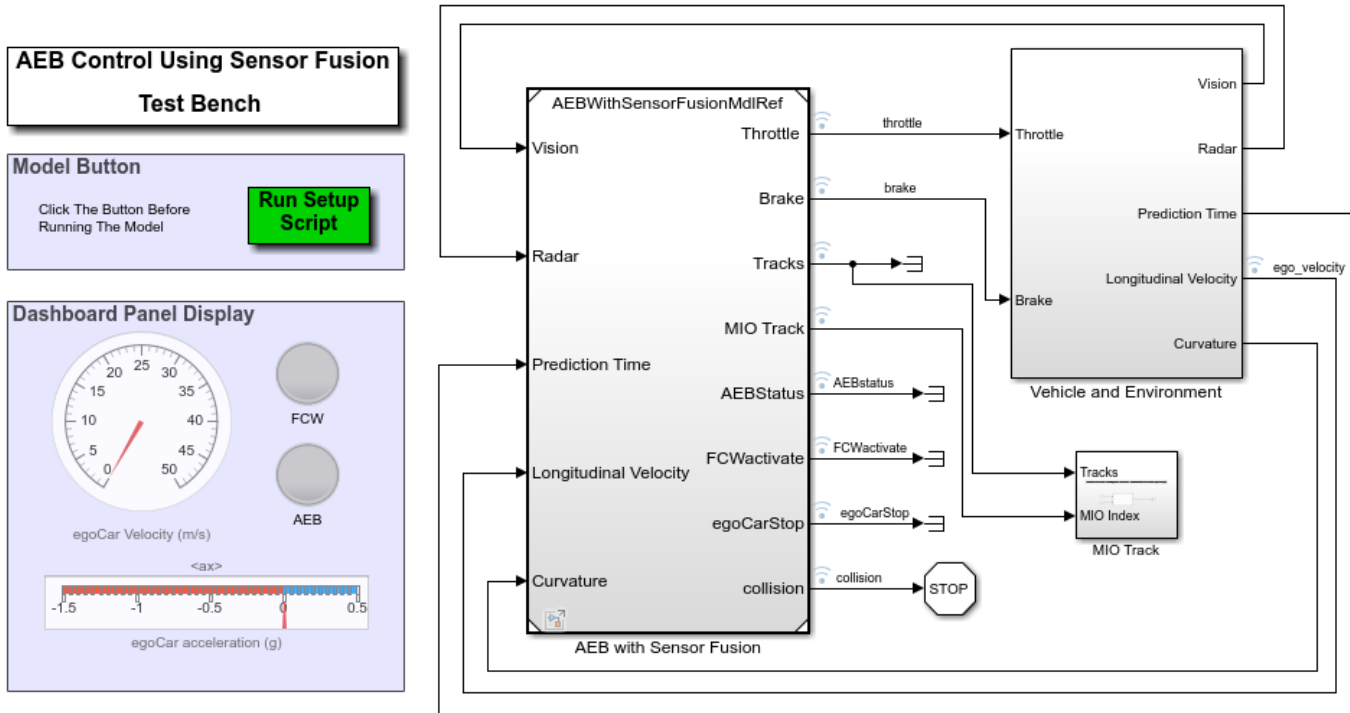 AEB Control Using Sensor Fusion
Test Bench
Model Button
Click The Button Before
Running The Model
Run Setup
Script
Dashboard Panel Display
0
5
10
15
20
25
30
35
40
45
50
egoCar Velocity (m/s)
FCW
AEB
<ax>
-1.5
-1
-0.5
0
0.5
egoCar acceleration (g)
AEBWithSensorFusionMdlRef
Vision
Radar
Prediction Time
Longitudinal Velocity
Curvature
Throttle
Brake
Tracks
MIO Track
AEBStatus
FCWactivate
egoCarStop
collision
AEB with Sensor Fusion
throttle
brake
AEBstatus
FCWactivate
egoCarStop
collision
STOP
Throttle
Brake
Vision
Radar
Prediction Time
Longitudinal Velocity
Curvature
Vehicle and Environment
ego_velocity
Tracks
MIO Index
MIO Track